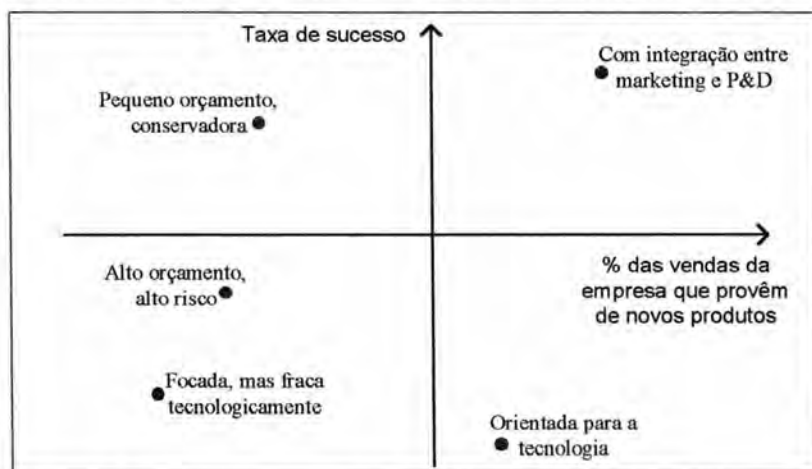 Taxa de sucesso
Com integração entre
marketing e P&D
Pequeno orçamento,
conservadora
% das vendas da
empresa que provêm
de novos produtos
Alto orçamento,
alto risco
Focada, mas fraca
tecnologicamente
Orientada para a
tecnologia